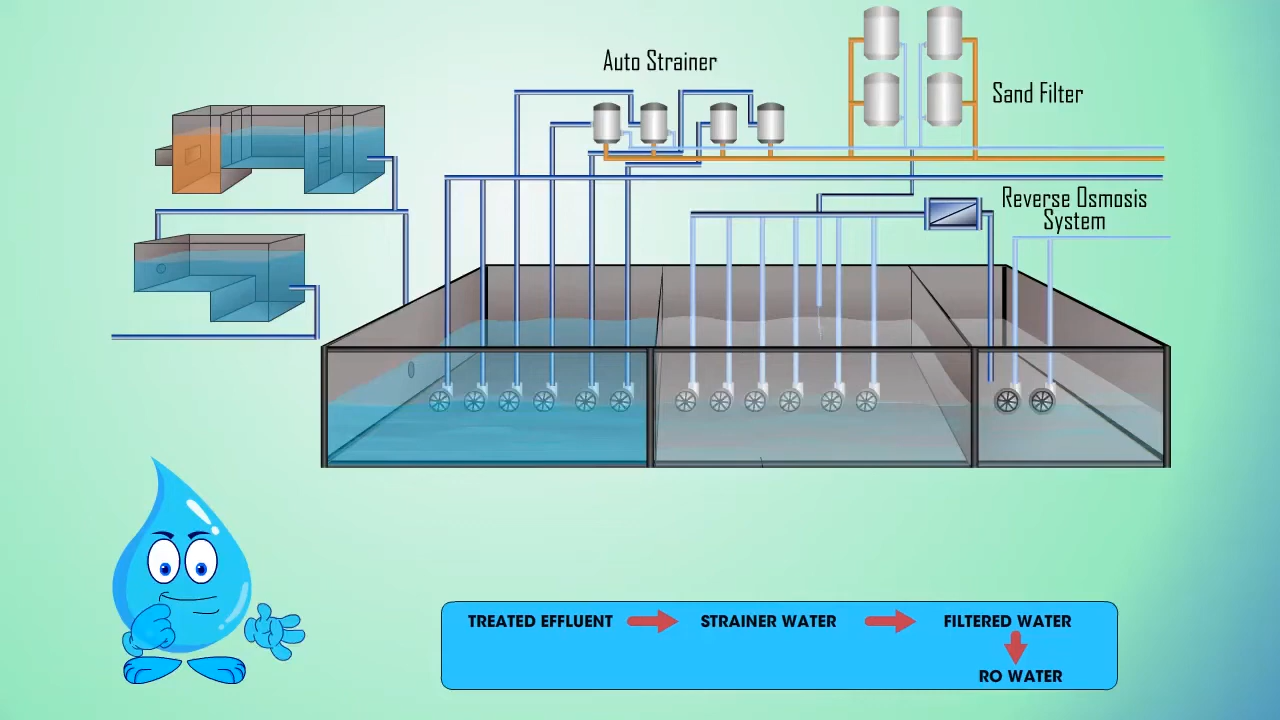 Auto Strainer
Sand Filter
Reverse Osmosis
System
TREATED EFFLUENT
STRAINER WATER
FILTERED WATER
RO WATER